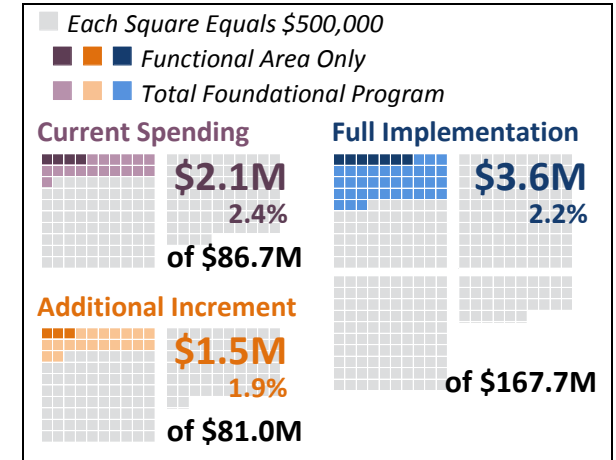 Each Square Equals $500,000
Functional Area Only
Total Foundational Program
Current Spending
$2.1M
2.4%
of $86.7M
Full Implementation
$3.6M
2.2%
of $167.7M
Additional Increment
$1.5M
1.9%
of $81.0M